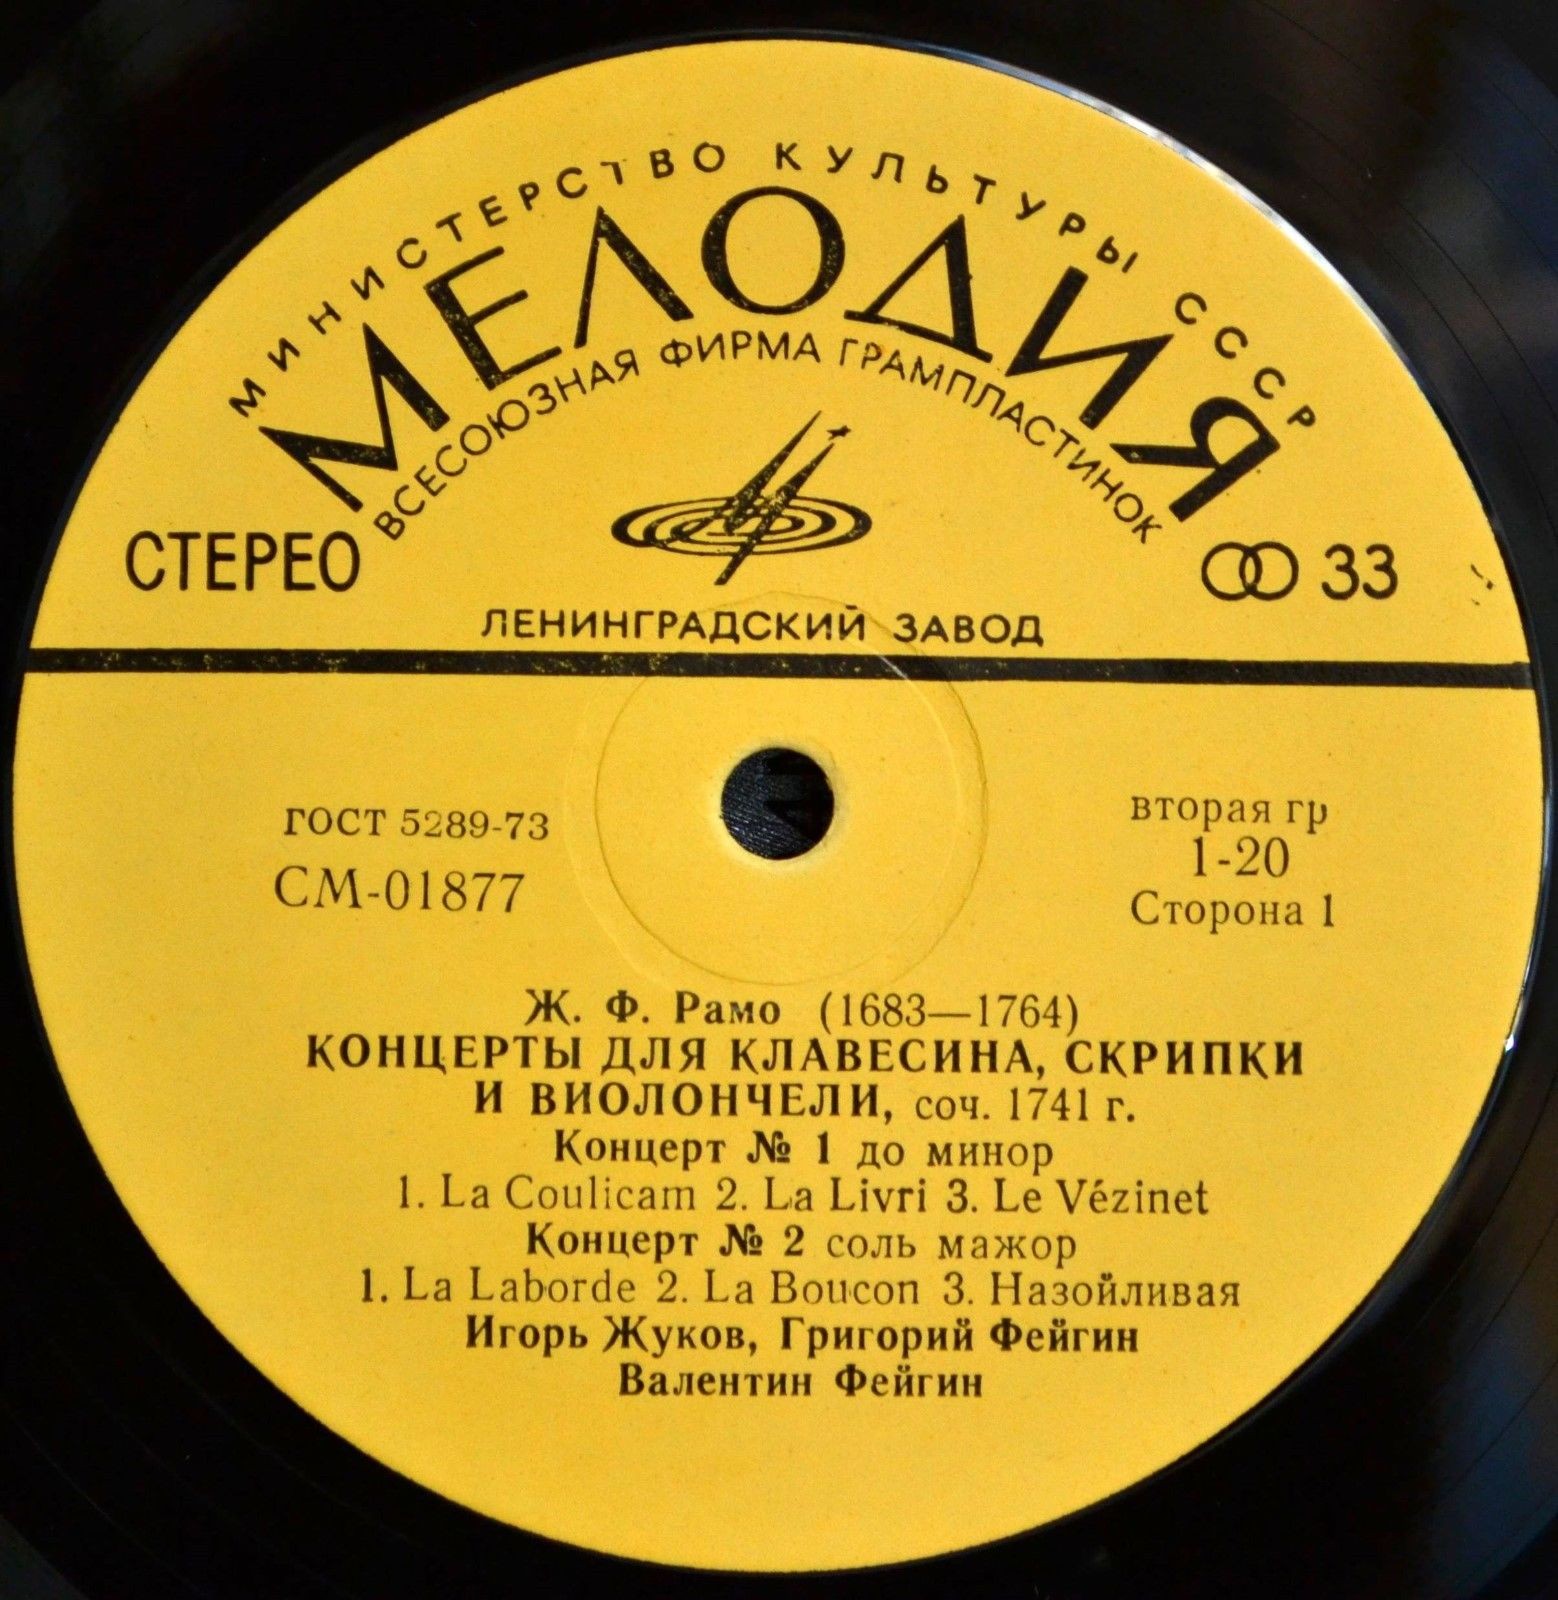 МИНИСТЕРСТВО КУЛЬТУРЫ СССР
МЕЛОДИЯ
ВСЕСОЮЗНАЯ ФИРМА ГРАМПЛАСТИНОК
СТЕРЕО
33
ЛЕНИНГРАДСКИЙ ЗАВОД
ГОСТ 5289-73
СМ-01877
вторая гр
1-20
Сторона 1
Ж. Ф. Рамо (1683—1764)
КОНЦЕРТЫ ДЛЯ КЛАВЕСИНА, СКРИПКИ
И ВИОЛОНЧЕЛИ, соч. 1741 г.
Концерт № 1 до минор
1. La Coulicam 2. La Livri 3. Le Vézinet
Концерт № 2 соль мажор
1. La Laborde 2. La Boucon 3. Назойливая
Игорь Жуков, Григорий Фейгин
Валентин Фейгин